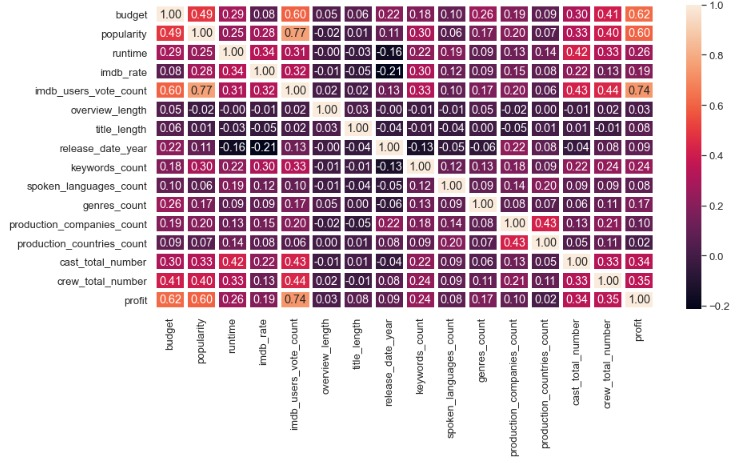 budget 1.00 0.49 0.29 0.08 0.60 0.05 0.06 0.22 0.18 0.10 0.26 0.19 0.09 0.30 0.41 0.62
popularity 0.49 1.00 0.25 0.28 0.77 -0.02 0.01 0.11 0.30 0.06 0.17 0.20 0.07 0.33 0.40 0.60
runtime 0.29 0.25 1.00 0.34 0.31 -0.00 -0.03 -0.16 0.22 0.19 0.09 0.13 0.14 0.42 0.33 0.26
imdb_rate 0.08 0.28 0.34 1.00 0.32 -0.01 -0.05 -0.21 0.30 0.12 0.09 0.15 0.08 0.22 0.13 0.19
imdb_users_vote_count 0.60 0.77 0.31 0.32 1.00 0.02 0.02 0.13 0.33 0.10 0.17 0.20 0.06 0.43 0.44 0.74
overview_length 0.05 -0.02 -0.00 -0.01 0.02 1.00 0.03 -0.00 -0.01 -0.01 0.05 -0.02 0.00 -0.01 0.02 0.03
title_length 0.06 0.01 -0.03 -0.05 0.02 0.03 1.00 -0.04 -0.01 -0.04 0.00 -0.05 0.01 0.01 -0.01 0.08
release_date_year 0.22 0.11 -0.16 -0.21 0.13 -0.00 -0.04 1.00 -0.13 -0.05 -0.06 0.22 0.08 -0.04 0.08 0.09
keywords_count 0.18 0.30 0.22 0.30 0.33 -0.01 -0.01 -0.13 1.00 0.12 0.13 0.18 0.09 0.22 0.24 0.24
spoken_languages_count 0.10 0.06 0.19 0.12 0.10 -0.01 -0.04 -0.05 0.12 1.00 0.09 0.14 0.20 0.09 0.09 0.08
genres_count 0.26 0.17 0.09 0.09 0.17 0.05 0.00 -0.06 0.13 0.09 1.00 0.08 0.07 0.06 0.11 0.17
production_companies_count 0.19 0.20 0.13 0.15 0.20 -0.02 -0.05 0.22 0.18 0.14 0.08 1.00 0.43 0.13 0.21 0.10
production_countries_count 0.09 0.07 0.14 0.08 0.06 0.00 0.01 0.08 0.09 0.20 0.07 0.43 1.00 0.05 0.11 0.02
cast_total_number 0.30 0.33 0.42 0.22 0.43 -0.01 0.01 -0.04 0.22 0.09 0.06 0.13 0.05 1.00 0.33 0.34
crew_total_number 0.41 0.40 0.33 0.13 0.44 0.02 -0.01 0.08 0.24 0.09 0.11 0.21 0.11 0.33 1.00 0.35
profit 0.62 0.60 0.26 0.19 0.74 0.03 0.08 0.09 0.24 0.08 0.17 0.10 0.02 0.34 0.35 1.00
budget
popularity
runtime
imdb_rate
imdb_users_vote_count
overview_length
title_length
release_date_year
keywords_count
spoken_languages_count
genres_count
production_companies_count
production_countries_count
cast_total_number
crew_total_number
profit
1.0
0.8
0.6
0.4
0.2
0.0
-0.2